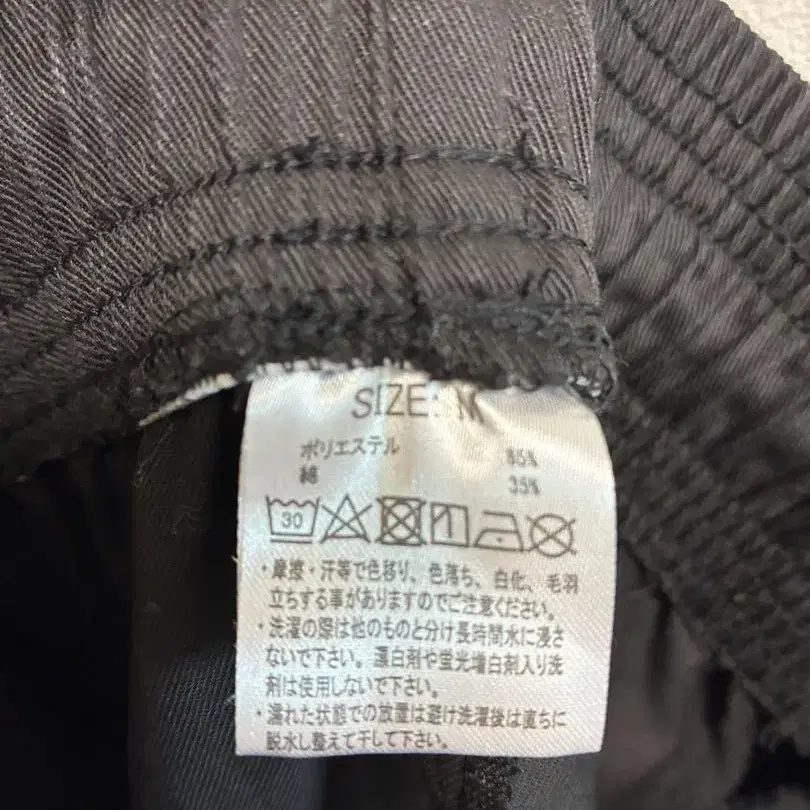 SIZE: M
ポリエステル 65%
綿 35%
30
・摩擦・汗等で色移り、色落ち、白化、毛羽
立ちする事がありますのでご注意ください。
・洗濯の際は他のものと分け長時間水に浸さ
ないで下さい。漂白剤や蛍光増白剤入り洗
剤は使用しないで下さい。
・濡れた状態での放置は避け洗濯後は直ちに
脱水し整えて干して下さい。